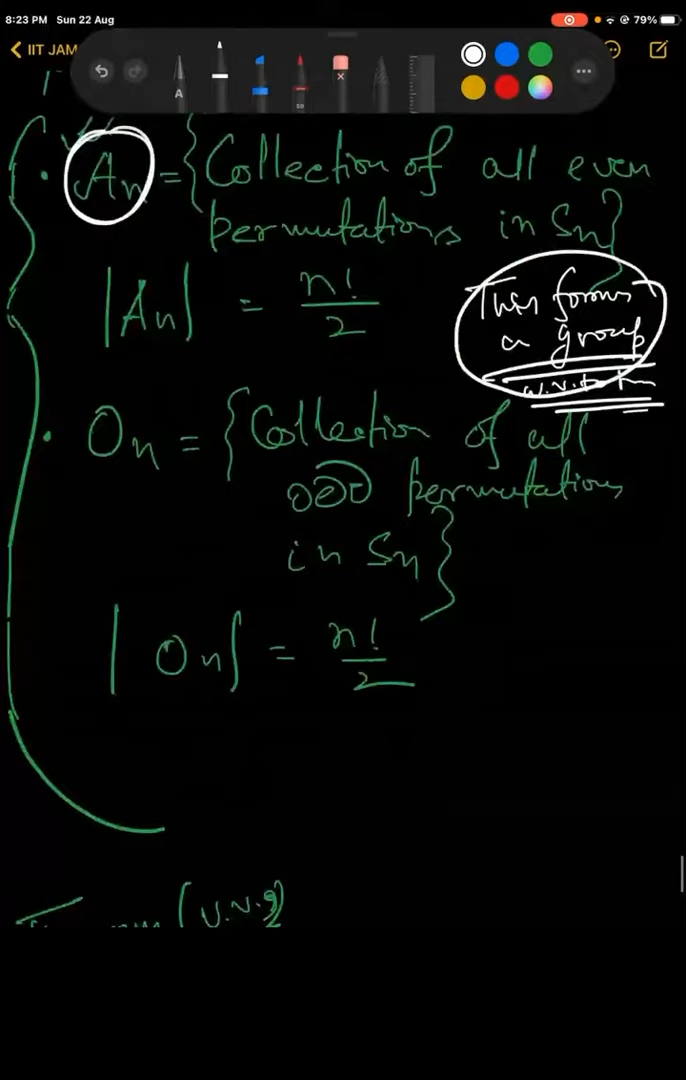 8:23 PM Sun 22 Aug
79%
IIT JAM
An = {Collection of all even
permutations in Sn}
|An| = n!/2
This forms
a group
w.r.to
On = {Collection of all
odd permutations
in Sn}
|On| = n!/2
(V.V.g)